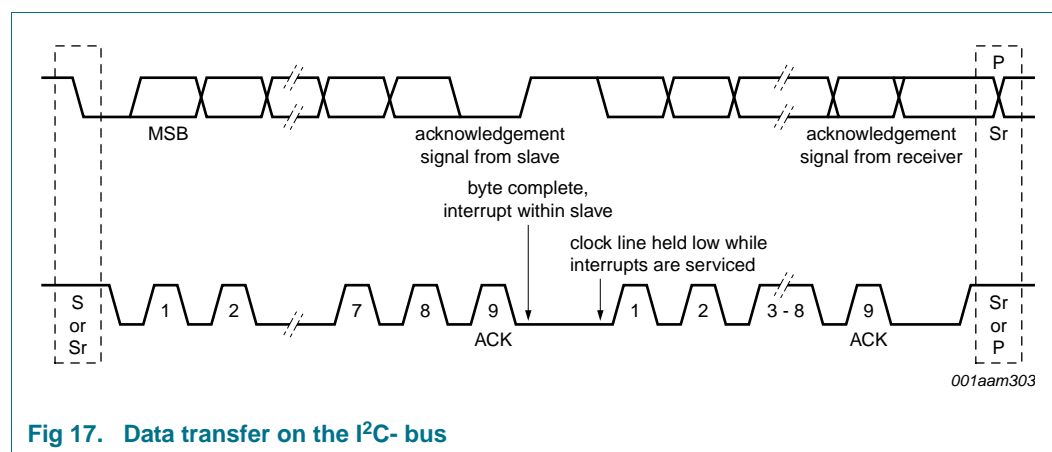 P
MSB
acknowledgement
signal from slave
acknowledgement
signal from receiver
Sr
byte complete,
interrupt within slave
clock line held low while
interrupts are serviced
S
or
Sr
1
2
7
8
9
ACK
1
2
3 - 8
9
ACK
Sr
or
P
001aam303
Fig 17. Data transfer on the I²C- bus